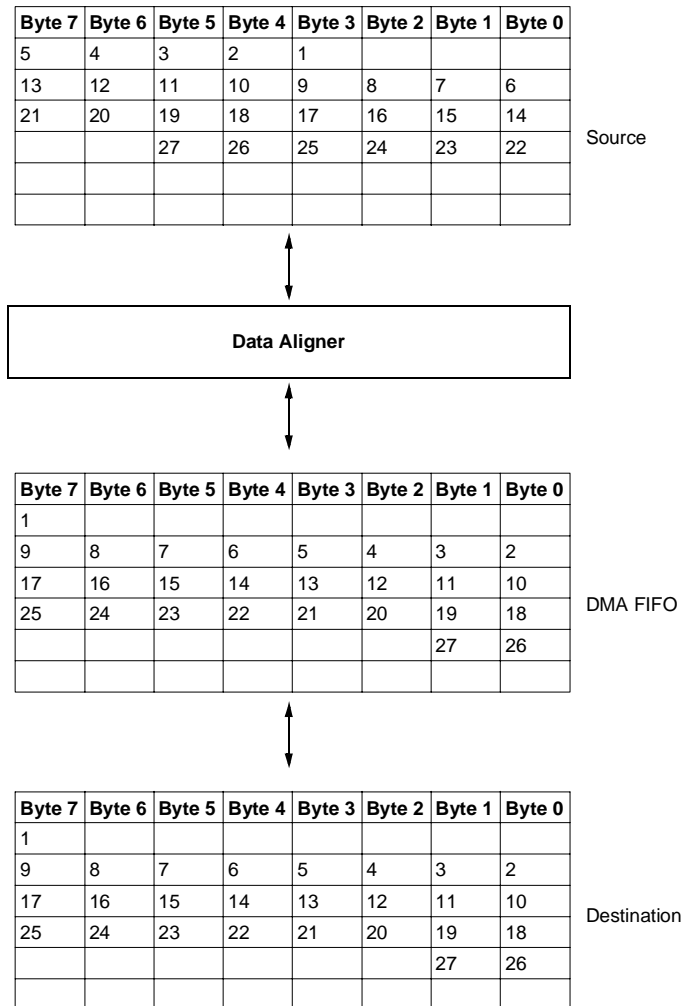 Byte 7 Byte 6 Byte 5 Byte 4 Byte 3 Byte 2 Byte 1 Byte 0
5 4 3 2 1
13 12 11 10 9 8 7 6
21 20 19 18 17 16 15 14
Source
27 26 25 24 23 22
Data Aligner
Byte 7 Byte 6 Byte 5 Byte 4 Byte 3 Byte 2 Byte 1 Byte 0
1
9 8 7 6 5 4 3 2
17 16 15 14 13 12 11 10
DMA FIFO
25 24 23 22 21 20 19 18
27 26
Byte 7 Byte 6 Byte 5 Byte 4 Byte 3 Byte 2 Byte 1 Byte 0
1
9 8 7 6 5 4 3 2
17 16 15 14 13 12 11 10
Destination
25 24 23 22 21 20 19 18
27 26